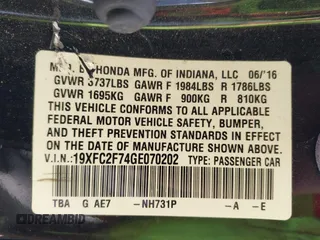 MFD. BY HONDA MFG. OF INDIANA, LLC 06/'16
GVWR 3737LBS GAWR F 1984LBS R 1786LBS
GVWR 1695KG GAWR F 900KG R 810KG
THIS VEHICLE CONFORMS TO ALL APPLICABLE
FEDERAL MOTOR VEHICLE SAFETY, BUMPER,
AND THEFT PREVENTION STANDARDS IN EFFECT
ON THE DATE OF MANUFACTURE SHOWN ABOVE.
V.I.N.: 19XFC2F74GE070202 TYPE: PASSENGER CAR
TBA G AE7 -NH731P -A -E
DREAMBID